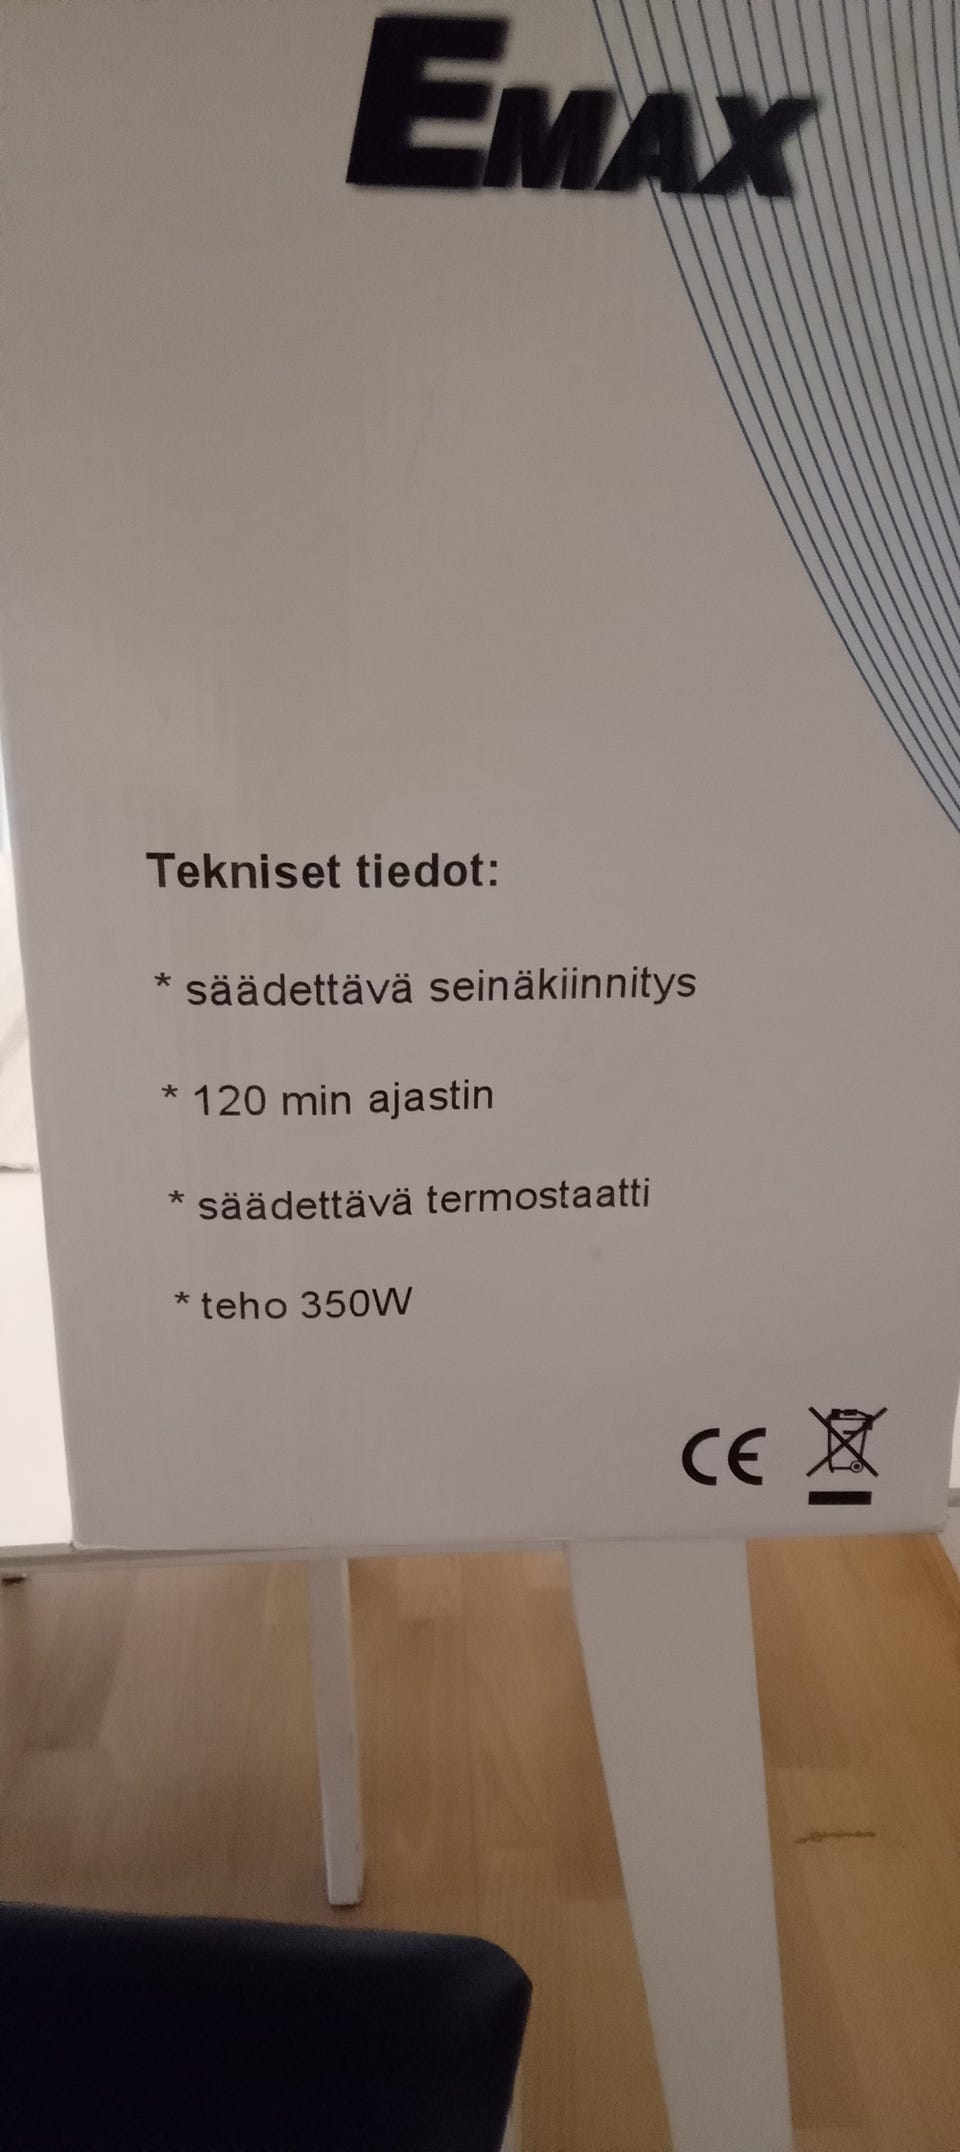 EMAX
Tekniset tiedot:
* säädettävä seinäkiinnitys
* 120 min ajastin
* säädettävä termostaatti
* teho 350W
CE